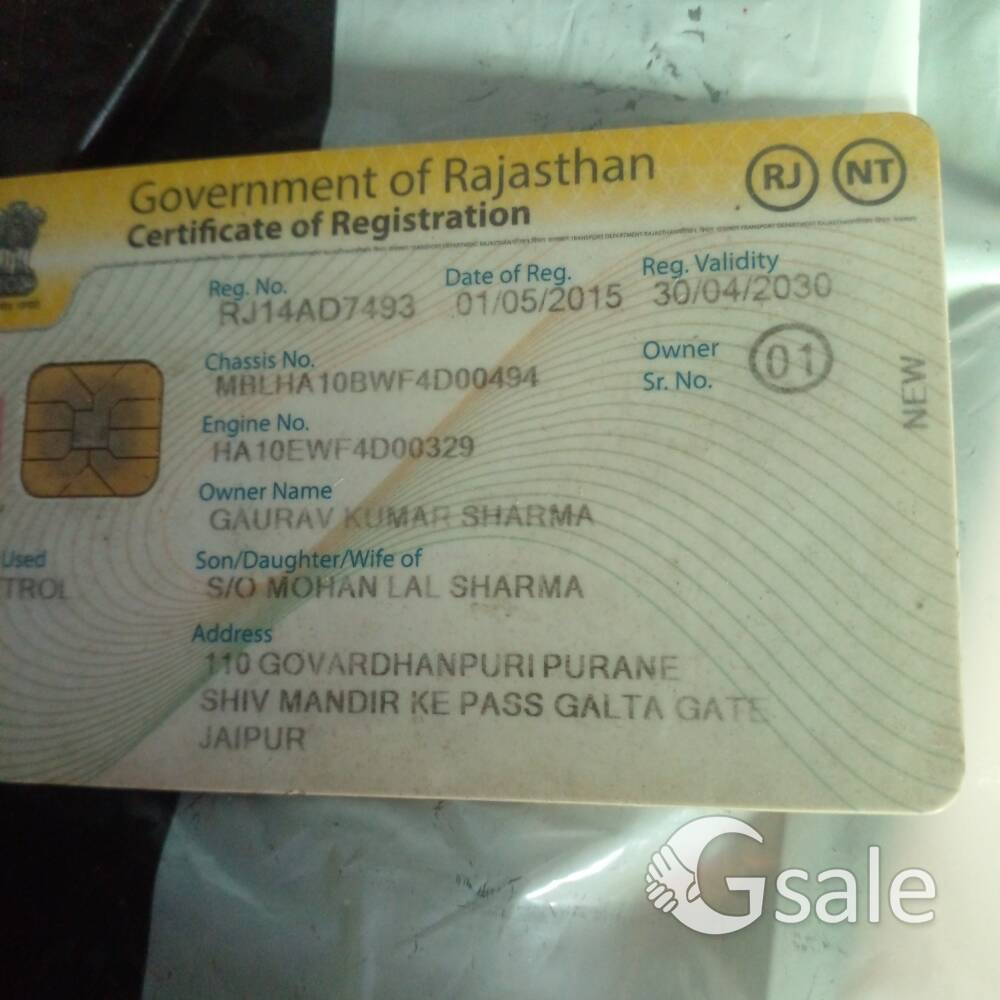 Government of Rajasthan
Certificate of Registration
RJ NT
Reg. No. Date of Reg. Reg. Validity
RJ14AD7493 01/05/2015 30/04/2030
Chassis No.
MBLHA10BWF4D00494
Owner
Sr. No.
01
NEW
Engine No.
HA10EWF4D00329
Owner Name
GAURAV KUMAR SHARMA
Used
TROL
Son/Daughter/Wife of
S/O MOHAN LAL SHARMA
Address
110 GOVARDHANPURI PURANE
SHIV MANDIR KE PASS GALTA GATE
JAIPUR
Gsale